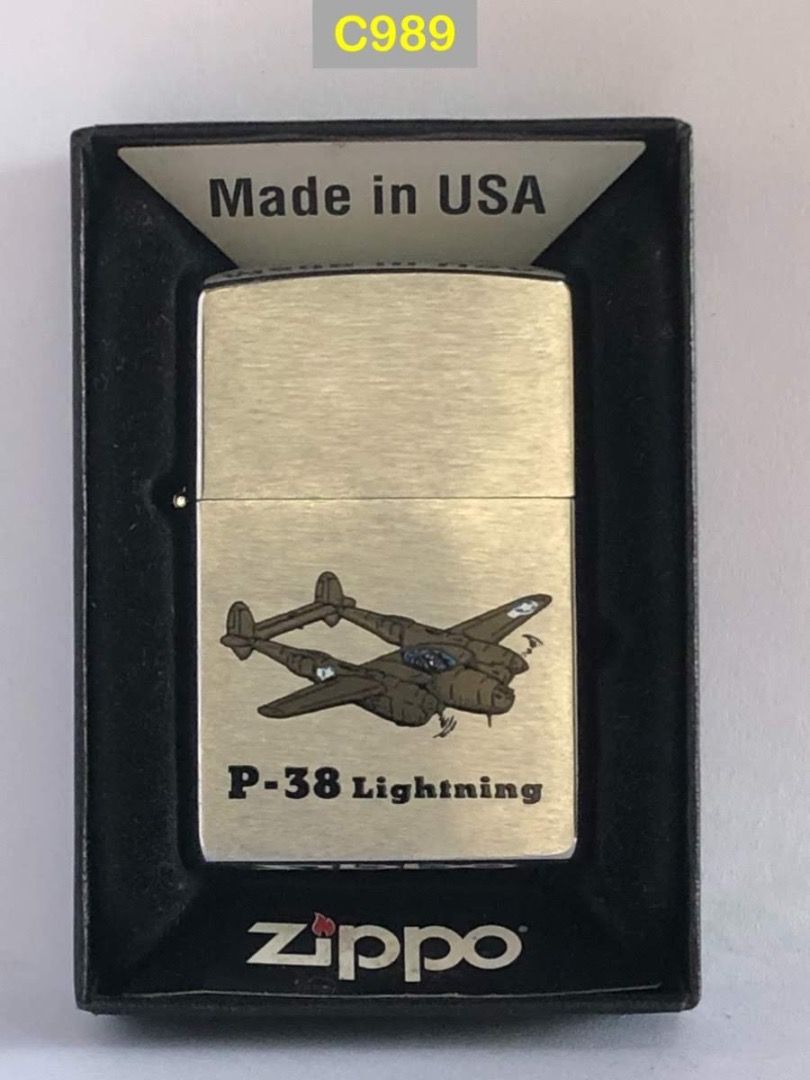 C989
Made in USA
P-38 Lightning
zippo